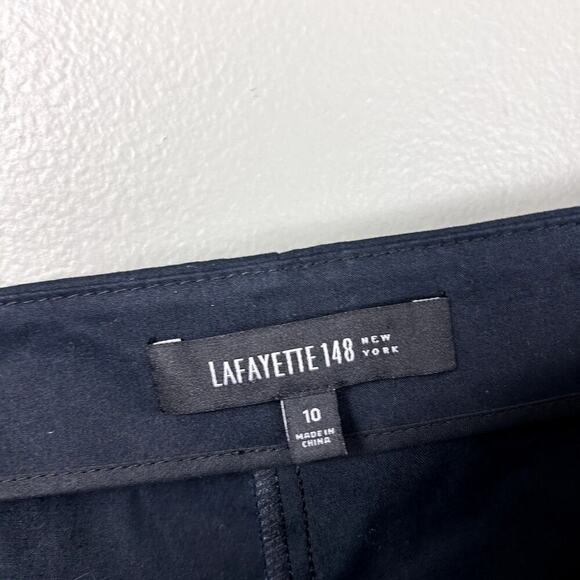 LAFAYETTE 148 NEW YORK
10
MADE IN
CHINA